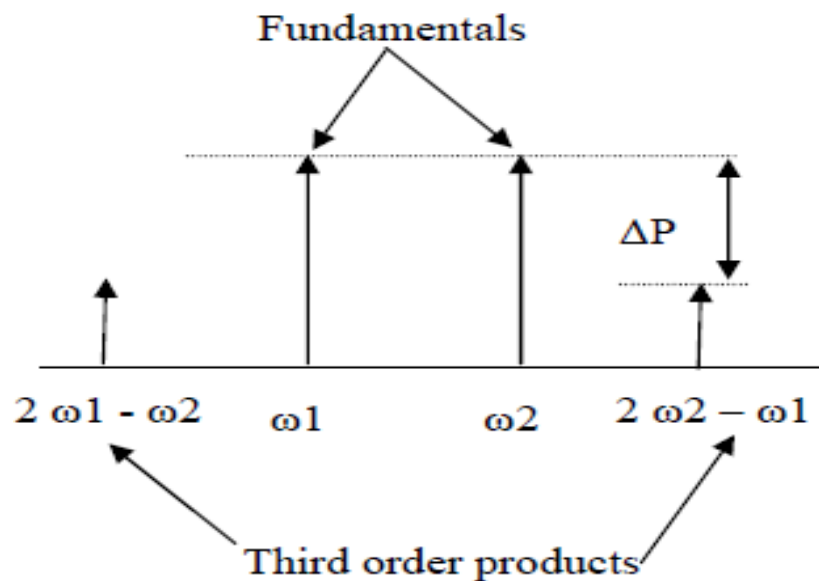 Fundamentals
ΔP
2 ω1 - ω2
ω1
ω2
2 ω2 – ω1
Third order products